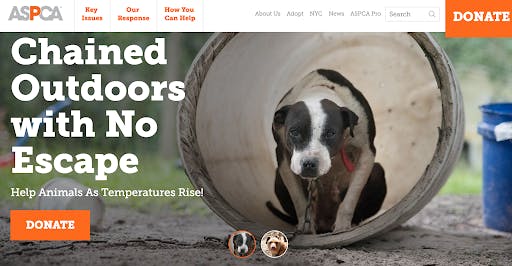 ASPCA
Key Issues
Our Response
How You Can Help
About Us Adopt NYC News ASPCA Pro Search
DONATE
Chained
Outdoors
with No
Escape
Help Animals As Temperatures Rise!
DONATE